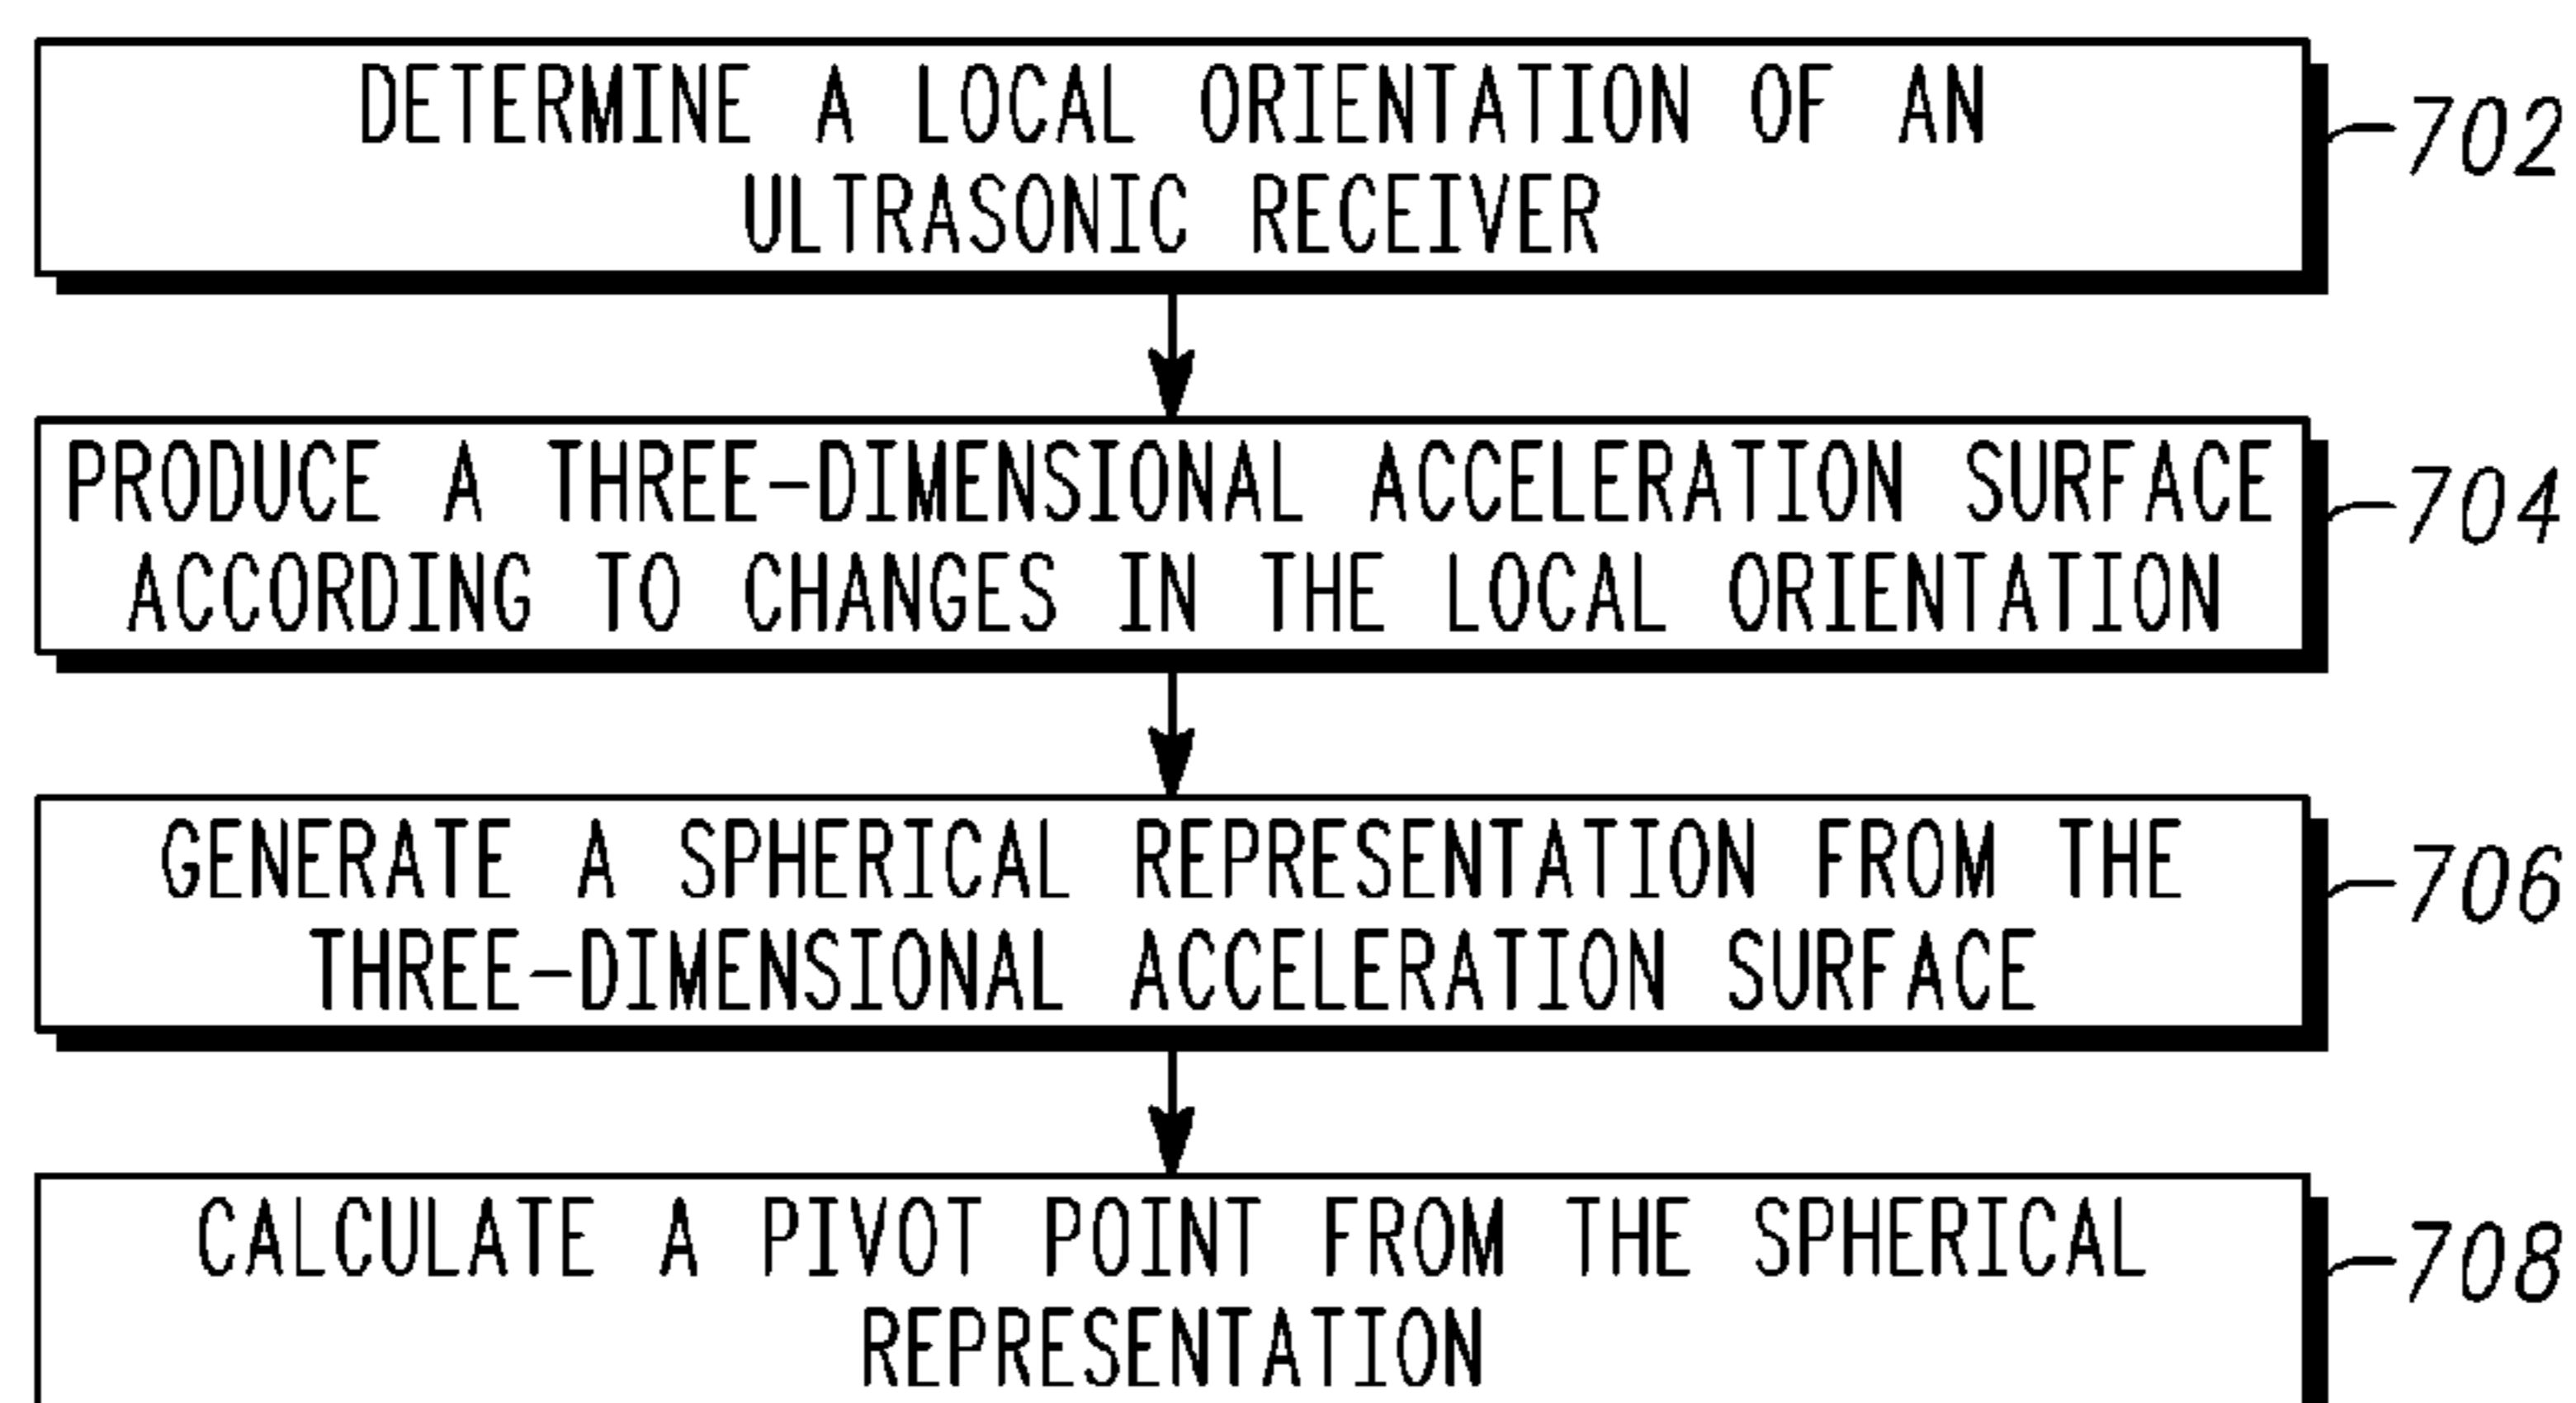 DETERMINE A LOCAL ORIENTATION OF AN
ULTRASONIC RECEIVER
702
PRODUCE A THREE-DIMENSIONAL ACCELERATION SURFACE
ACCORDING TO CHANGES IN THE LOCAL ORIENTATION
704
GENERATE A SPHERICAL REPRESENTATION FROM THE
THREE-DIMENSIONAL ACCELERATION SURFACE
706
CALCULATE A PIVOT POINT FROM THE SPHERICAL
REPRESENTATION
708